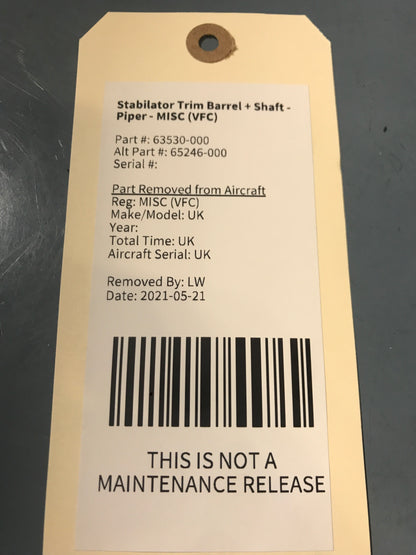 Stabilator Trim Barrel + Shaft -
Piper - MISC (VFC)
Part #: 63530-000
Alt Part #: 65246-000
Serial #:
Part Removed from Aircraft
Reg: MISC (VFC)
Make/Model: UK
Year:
Total Time: UK
Aircraft Serial: UK
Removed By: LW
Date: 2021-05-21
THIS IS NOT A
MAINTENANCE RELEASE